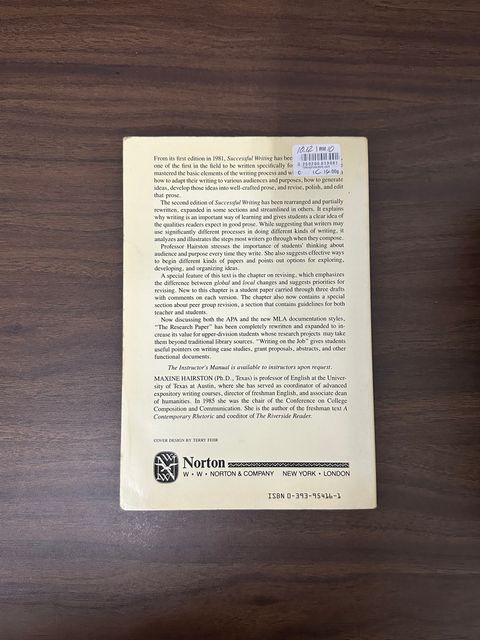 From its first edition in 1981, Successful Writing has bee
one of the first in the field to be written specifically fo
mastered the basic elements of the writing process and w
how to adapt their writing to various audiences and purposes, how to generate
ideas, develop those ideas into well-crafted prose, and revise, polish, and edit
that prose.
The second edition of Successful Writing has been rearranged and partially
rewritten, expanded in some sections and streamlined in others. It explains
why writing is an important way of learning and gives students a clear idea of
the qualities readers expect in good prose. While suggesting that writers may
use significantly different processes in doing different kinds of writing, it
analyzes and illustrates the steps most writers go through when they compose.
Professor Hairston stresses the importance of students' thinking about
audience and purpose every time they write. She also suggests effective ways
to begin different kinds of papers and points out options for exploring,
developing, and organizing ideas.
A special feature of this text is the chapter on revising, which emphasizes
the difference between global and local changes and suggests priorities for
revising. New to this chapter is a student paper carried through three drafts
with comments on each version. The chapter also now contains a special
section about peer group revision, a section that contains guidelines for both
teacher and student.
Now discussing both the APA and the new MLA documentation styles,
"The Research Paper" has been completely rewritten and expanded to in-
crease its value for upper-division students whose research projects may take
them beyond traditional library sources. "Writing on the Job" gives students
useful pointers on writing case studies, grant proposals, abstracts, and other
functional documents.
The Instructor's Manual is available to instructors upon request.
MAXINE HAIRSTON (Ph.D., Texas) is professor of English at the Univer-
sity of Texas at Austin, where she has served as coordinator of advanced
expository writing courses, director of freshman English, and associate dean
of humanities. In 1985 she was the chair of the Conference on College
Composition and Communication. She is the author of the freshman text A
Contemporary Rhetoric and coeditor of The Riverside Reader.
COVER DESIGN BY TERRY FEHR
Norton
W • W • NORTON & COMPANY NEW YORK • LONDON
ISBN 0-393-95416-1